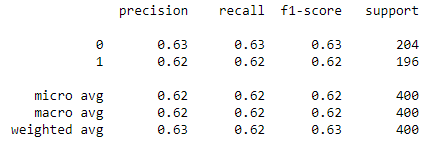 precision recall f1-score support
0 0.63 0.63 0.63 204
1 0.62 0.62 0.62 196
micro avg 0.62 0.62 0.62 400
macro avg 0.62 0.62 0.62 400
weighted avg 0.63 0.62 0.63 400